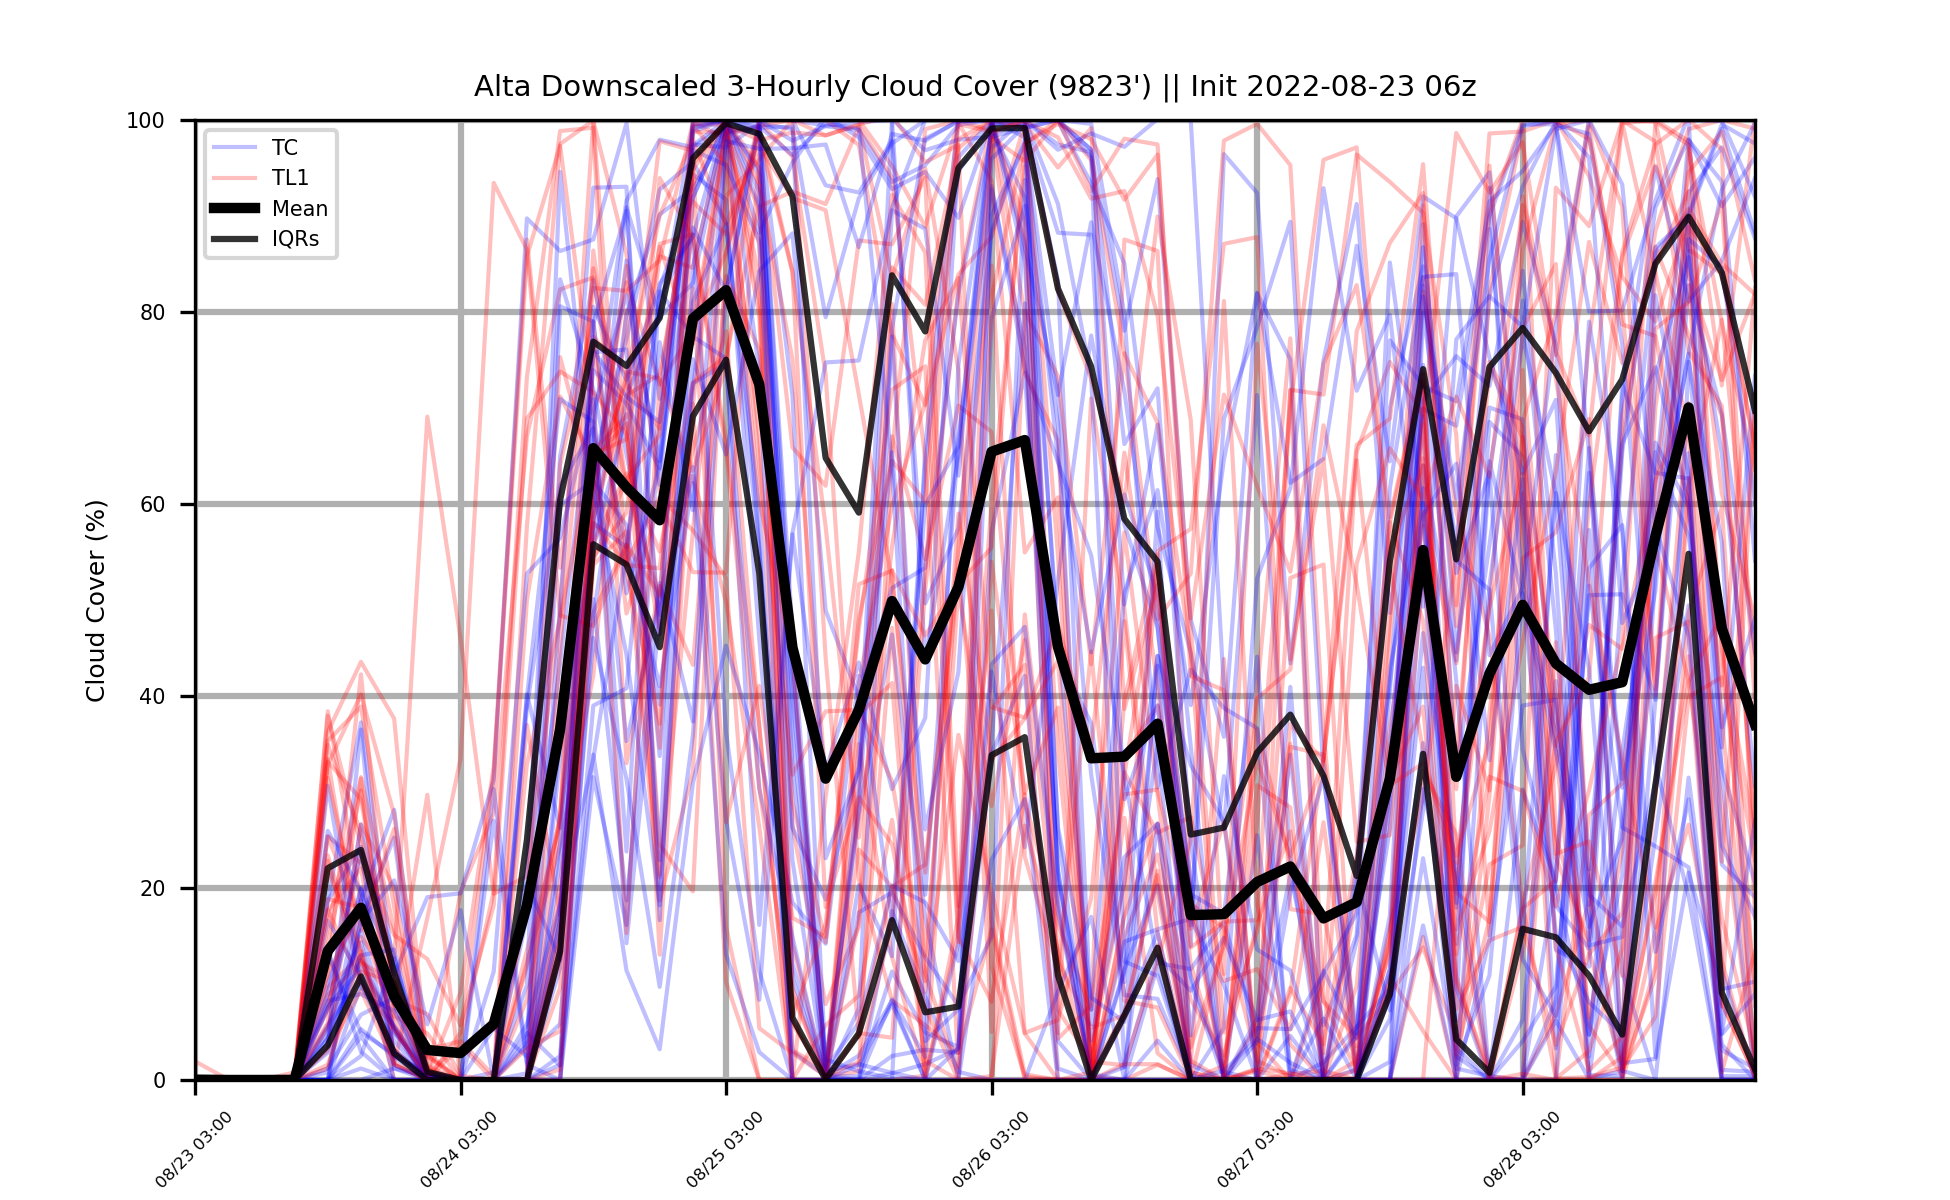 Alta Downscaled 3-Hourly Cloud Cover (9823') || Init 2022-08-23 06z
TC
TL1
Mean
IQRs
Cloud Cover (%)
100
80
60
40
20
0
08/23 03:00
08/24 03:00
08/25 03:00
08/26 03:00
08/27 03:00
08/28 03:00